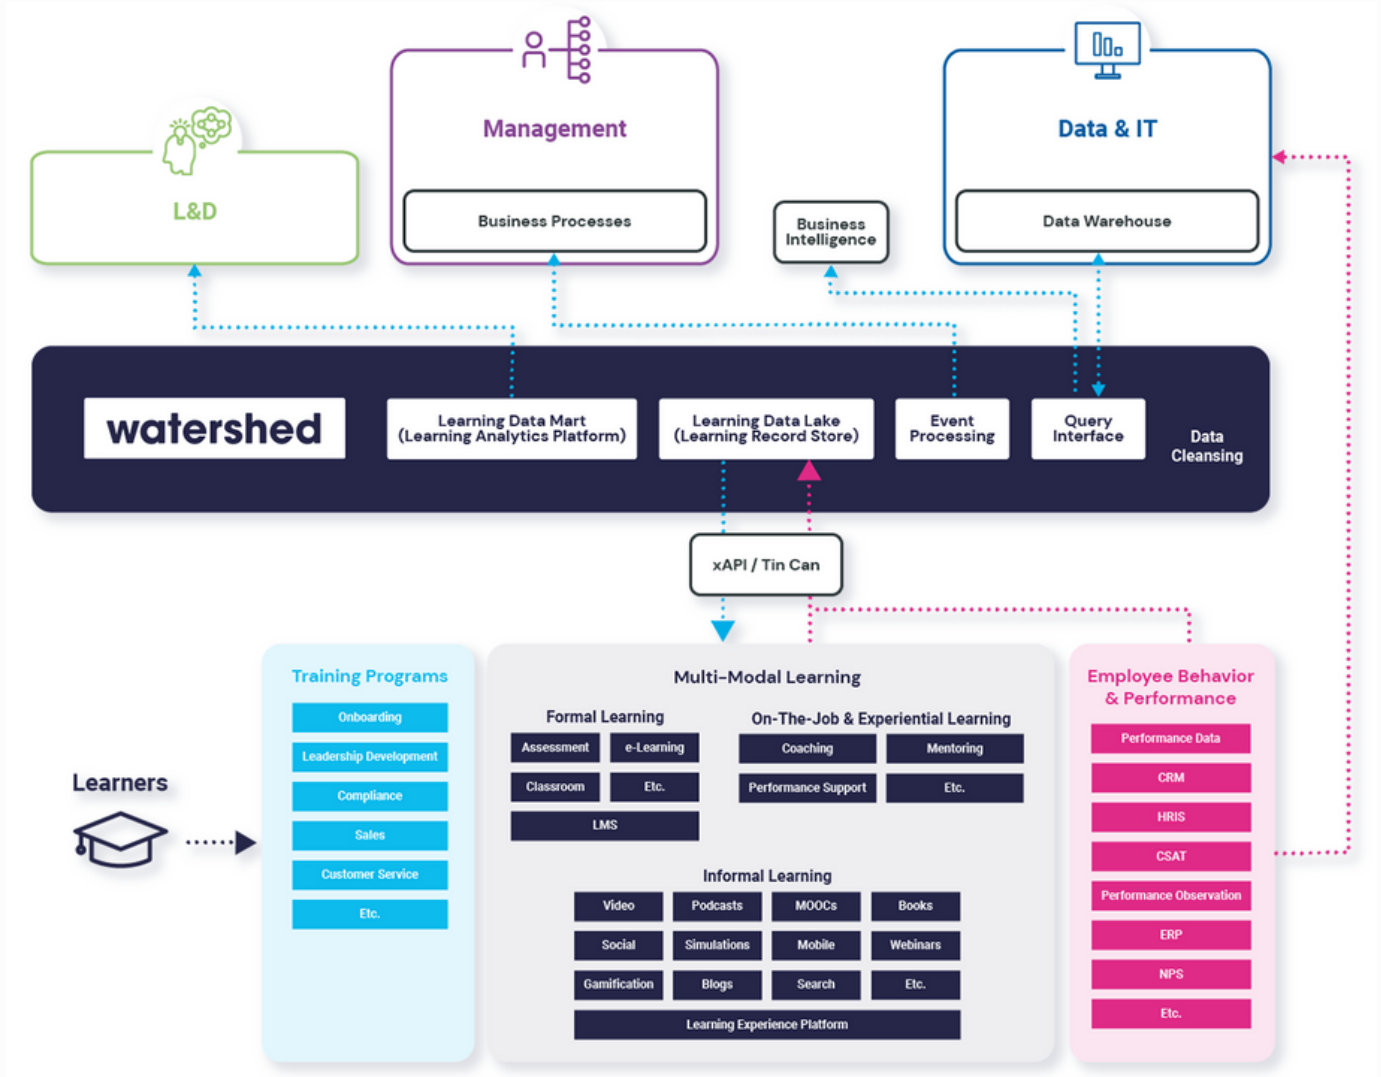 Management
Data & IT
L&D
Business Processes
Business
Intelligence
Data Warehouse
watershed
Learning Data Mart
(Learning Analytics Platform)
Learning Data Lake
(Learning Record Store)
Event
Processing
Query
Interface
Data
Cleansing
xAPI / Tin Can
Learners
Training Programs
Onboarding
Leadership Development
Compliance
Sales
Customer Service
Etc.
Multi-Modal Learning
Formal Learning
Assessment
e-Learning
Classroom
Etc.
LMS
On-The-Job & Experiential Learning
Coaching
Mentoring
Performance Support
Etc.
Informal Learning
Video
Podcasts
MOOCs
Books
Social
Simulations
Mobile
Webinars
Gamification
Blogs
Search
Etc.
Learning Experience Platform
Employee Behavior
& Performance
Performance Data
CRM
HRIS
CSAT
Performance Observation
ERP
NPS
Etc.